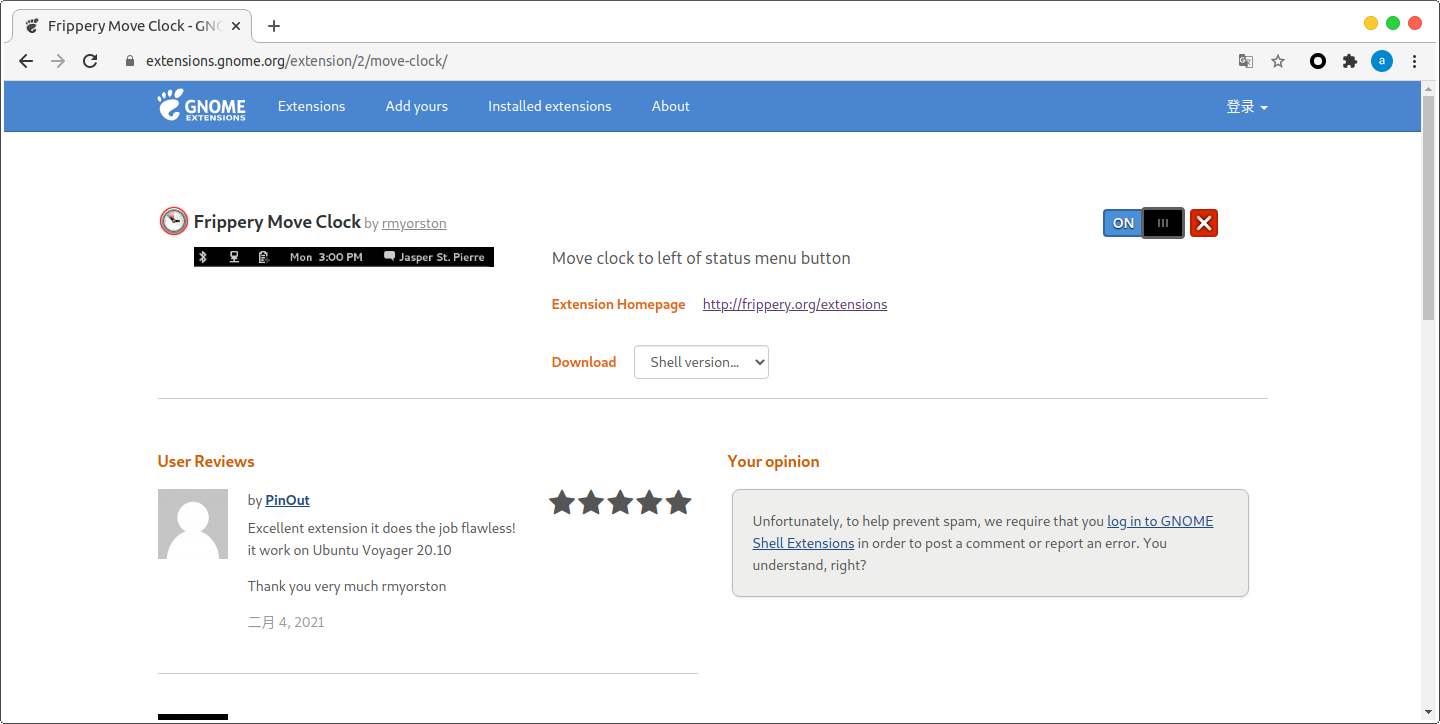 Frippery Move Clock - GNO
extensions.gnome.org/extension/2/move-clock/
a
GNOME
EXTENSIONS
Extensions
Add yours
Installed extensions
About
登录
Frippery Move Clock by rmyorston
ON
Mon 3:00 PM
Jasper St. Pierre
Move clock to left of status menu button
Extension Homepage
http://frippery.org/extensions
Download
Shell version...
User Reviews
by PinOut
Excellent extension it does the job flawless!
it work on Ubuntu Voyager 20.10
Thank you very much rmyorston
二月 4, 2021
Your opinion
Unfortunately, to help prevent spam, we require that you log in to GNOME
Shell Extensions in order to post a comment or report an error. You
understand, right?